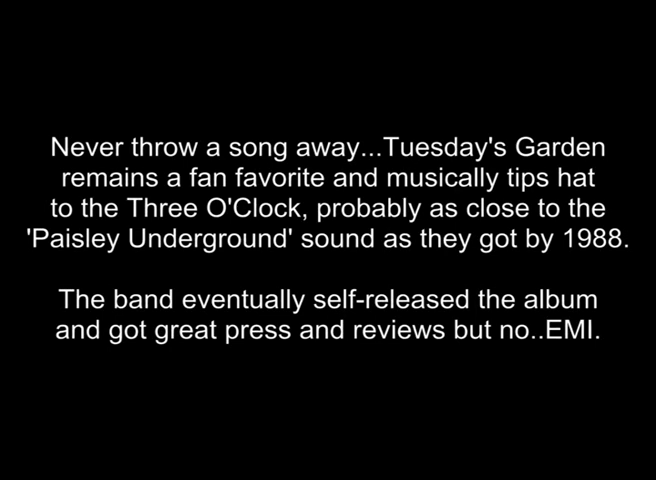 Never throw a song away...Tuesday's Garden
remains a fan favorite and musically tips hat
to the Three O'Clock, probably as close to the
'Paisley Underground' sound as they got by 1988.
The band eventually self-released the album
and got great press and reviews but no..EMI.